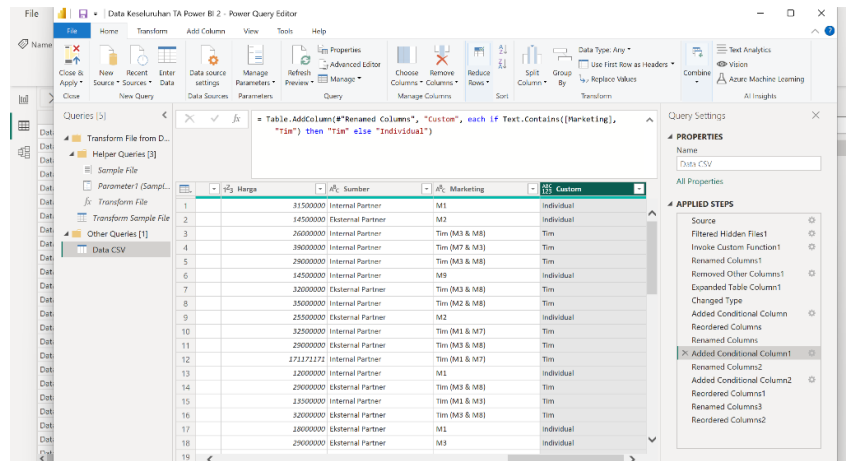 File
Data Keseluruhan TA Power BI 2 - Power Query Editor
File Home Transform Add Column View Tools Help
Name
Close & Apply
New Source
Recent Sources
Enter Data
Data source settings
Manage Parameters
Refresh Preview
Properties
Advanced Editor
Manage
Choose Columns
Remove Columns
Reduce Rows
Split Column
Group By
Data Type: Any
Use First Row as Headers
Replace Values
Combine
Text Analytics
Vision
Azure Machine Learning
Close New Query Data Sources Parameters Query Manage Columns Sort Transform AI Insights
Queries [5]
Transform File from D...
Helper Queries [3]
Sample File
Parameter1 (Sampl...
fx Transform File
Transform Sample File
Other Queries [1]
Data CSV
= Table.AddColumn(#"Renamed Columns", "Custom", each if Text.Contains([Marketing],
"Tim") then "Tim" else "Individual")
1²3 Harga ABC Sumber ABC Marketing ABC 123 Custom
1 31500000 Internal Partner M1 Individual
2 14500000 Eksternal Partner M2 Individual
3 26000000 Internal Partner Tim (M3 & M8) Tim
4 39000000 Internal Partner Tim (M7 & M3) Tim
5 29000000 Internal Partner Tim (M3 & M8) Tim
6 14500000 Internal Partner M9 Individual
7 32000000 Eksternal Partner Tim (M3 & M8) Tim
8 35000000 Internal Partner Tim (M2 & M8) Tim
9 25500000 Eksternal Partner M2 Individual
10 32500000 Internal Partner Tim (M1 & M7) Tim
11 29000000 Eksternal Partner Tim (M3 & M8) Tim
12 171171171 Internal Partner Tim (M1 & M7) Tim
13 12000000 Internal Partner M1 Individual
14 29000000 Eksternal Partner Tim (M3 & M8) Tim
15 13500000 Internal Partner Tim (M1 & M3) Tim
16 32000000 Eksternal Partner Tim (M3 & M8) Tim
17 18000000 Eksternal Partner M1 Individual
18 29000000 Eksternal Partner M3 Individual
19
Query Settings
PROPERTIES
Name
Data CSV
All Properties
APPLIED STEPS
Source
Filtered Hidden Files1
Invoke Custom Function1
Renamed Columns1
Removed Other Columns1
Expanded Table Column1
Changed Type
Added Conditional Column
Reordered Columns
Renamed Columns
Added Conditional Column1
Renamed Columns2
Added Conditional Column2
Reordered Columns1
Renamed Columns3
Reordered Columns2